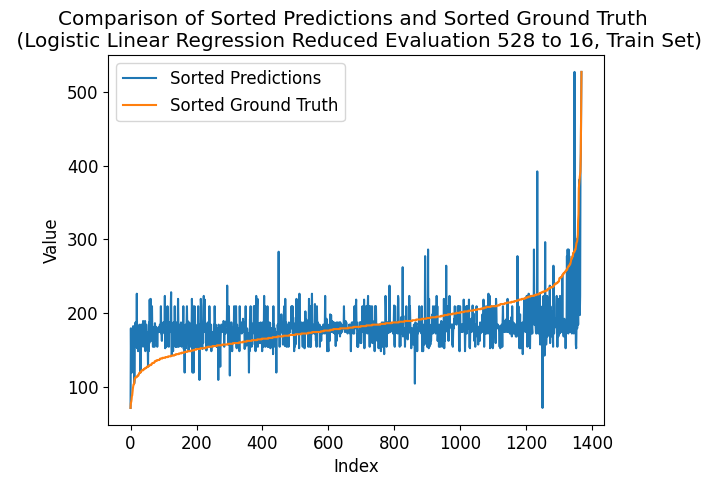 Comparison of Sorted Predictions and Sorted Ground Truth
(Logistic Linear Regression Reduced Evaluation 528 to 16, Train Set)
Sorted Predictions
Sorted Ground Truth
500
400
300
200
100
Value
0 200 400 600 800 1000 1200 1400
Index